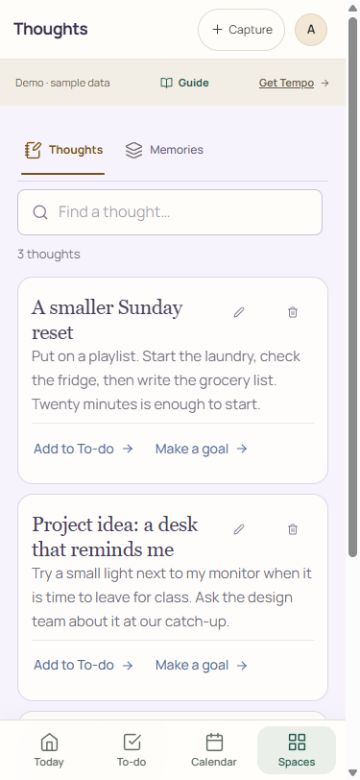 Thoughts
+ Capture
A
Demo · sample data
Guide
Get Tempo →
Thoughts
Memories
Find a thought...
3 thoughts
A smaller Sunday
reset
Put on a playlist. Start the laundry, check
the fridge, then write the grocery list.
Twenty minutes is enough to start.
Add to To-do →
Make a goal →
Project idea: a desk
that reminds me
Try a small light next to my monitor when it
is time to leave for class. Ask the design
team about it at our catch-up.
Add to To-do →
Make a goal →
Today
To-do
Calendar
Spaces